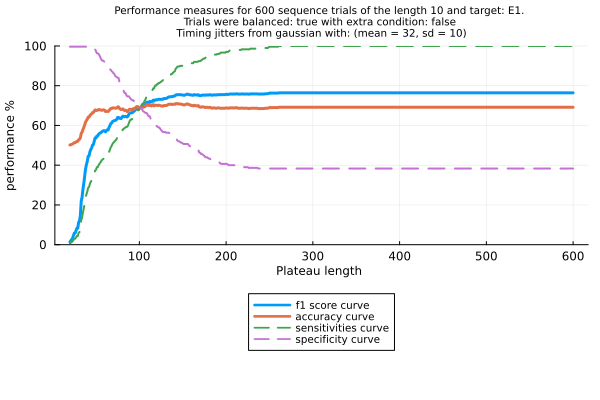 Performance measures for 600 sequence trials of the length 10 and target: E1.
Trials were balanced: true with extra condition: false
Timing jitters from gaussian with: (mean = 32, sd = 10)
100
80
60
40
20
0
performance %
100
200
300
400
500
600
Plateau length
f1 score curve
accuracy curve
sensitivities curve
specificity curve